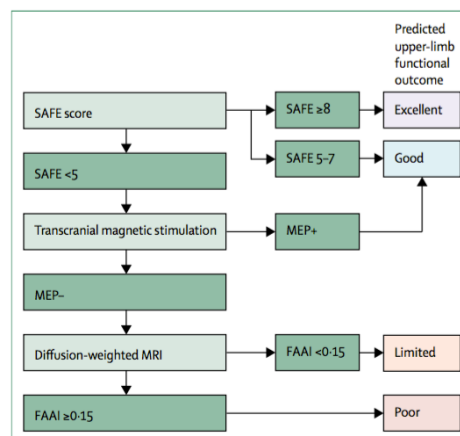 Predicted
upper-limb
functional
outcome
SAFE score
SAFE ≥8
Excellent
SAFE 5–7
Good
SAFE <5
Transcranial magnetic stimulation
MEP+
MEP–
Diffusion-weighted MRI
FAAI <0·15
Limited
FAAI ≥0·15
Poor